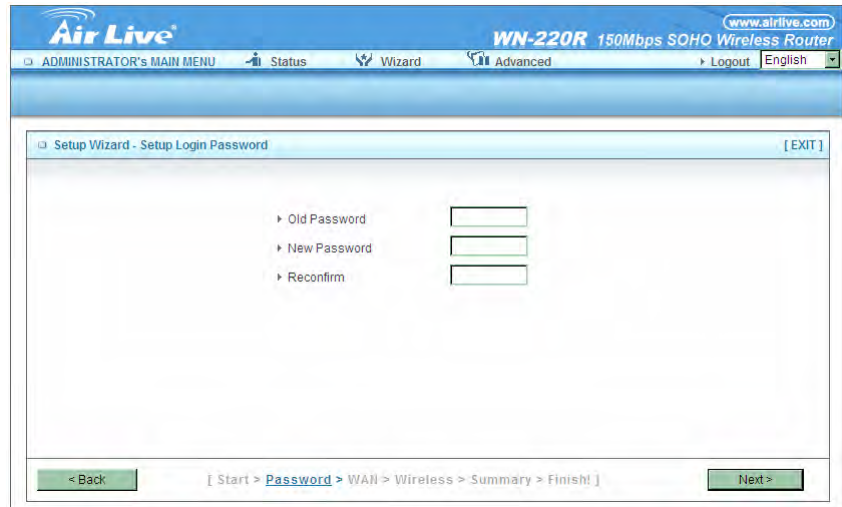 Air Live®
www.airlive.com
WN-220R 150Mbps SOHO Wireless Router
ADMINISTRATOR's MAIN MENU Status Wizard Advanced Logout English
Setup Wizard - Setup Login Password [ EXIT ]
Old Password
New Password
Reconfirm
< Back [ Start > Password > WAN > Wireless > Summary > Finish! ] Next >